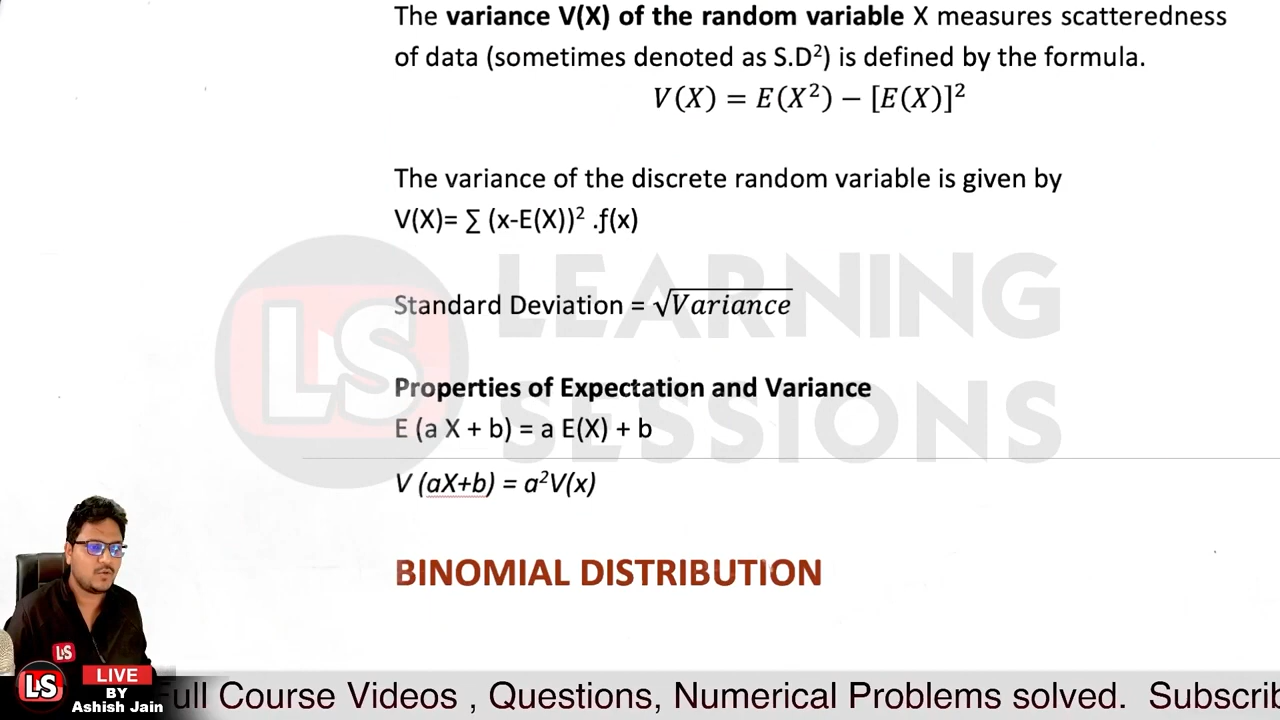 The variance V(X) of the random variable X measures scatteredness
of data (sometimes denoted as S.D²) is defined by the formula.
V(X) = E(X²) − [E(X)]²
The variance of the discrete random variable is given by
V(X)= ∑ (x-E(X))² .ƒ(x)
Standard Deviation = √Variance
LEARNING
LS
SESSIONS
Properties of Expectation and Variance
E (a X + b) = a E(X) + b
V (aX+b) = a²V(x)
BINOMIAL DISTRIBUTION
LS
LS
LIVE
BY
Ashish Jain
Full Course Videos , Questions, Numerical Problems solved. Subscrib